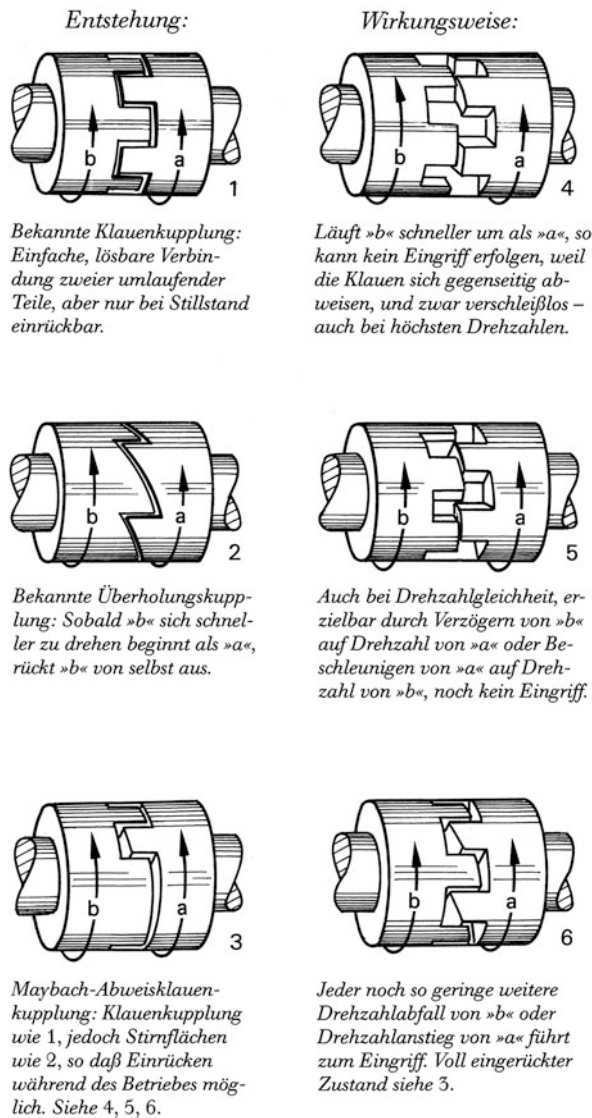 Entstehung:
b
a
1
Bekannte Klauenkupplung:
Einfache, lösbare Verbin-
dung zweier umlaufender
Teile, aber nur bei Stillstand
einrückbar.
b
a
2
Bekannte Überholungskupp-
lung: Sobald »b« sich schnel-
ler zu drehen beginnt als »a«,
rückt »b« von selbst aus.
b
a
3
Maybach-Abweisklauen-
kupplung: Klauenkupplung
wie 1, jedoch Stirnflächen
wie 2, so daß Einrücken
während des Betriebes mög-
lich. Siehe 4, 5, 6.
Wirkungsweise:
b
a
4
Läuft »b« schneller um als »a«, so
kann kein Eingriff erfolgen, weil
die Klauen sich gegenseitig ab-
weisen, und zwar verschleißlos –
auch bei höchsten Drehzahlen.
b
a
5
Auch bei Drehzahlgleichheit, er-
zielbar durch Verzögern von »b«
auf Drehzahl von »a« oder Be-
schleunigen von »a« auf Dreh-
zahl von »b«, noch kein Eingriff.
b
a
6
Jeder noch so geringe weitere
Drehzahlabfall von »b« oder
Drehzahlanstieg von »a« führt
zum Eingriff. Voll eingerückter
Zustand siehe 3.